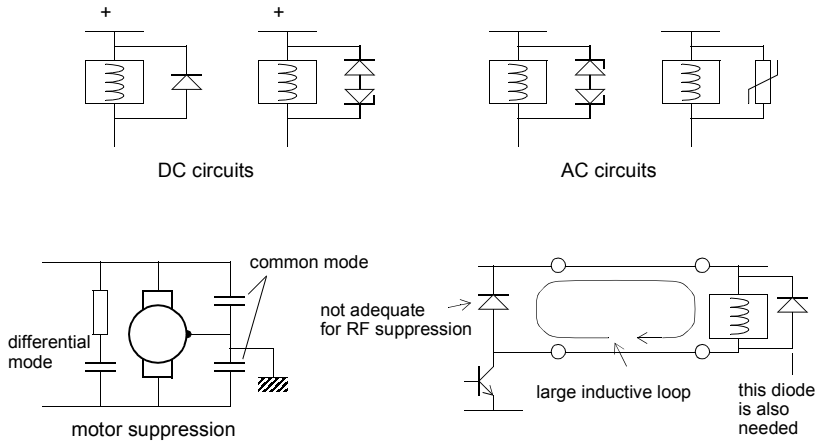 +
+
DC circuits
AC circuits
common mode
differential
mode
motor suppression
not adequate
for RF suppression
large inductive loop
this diode
is also
needed